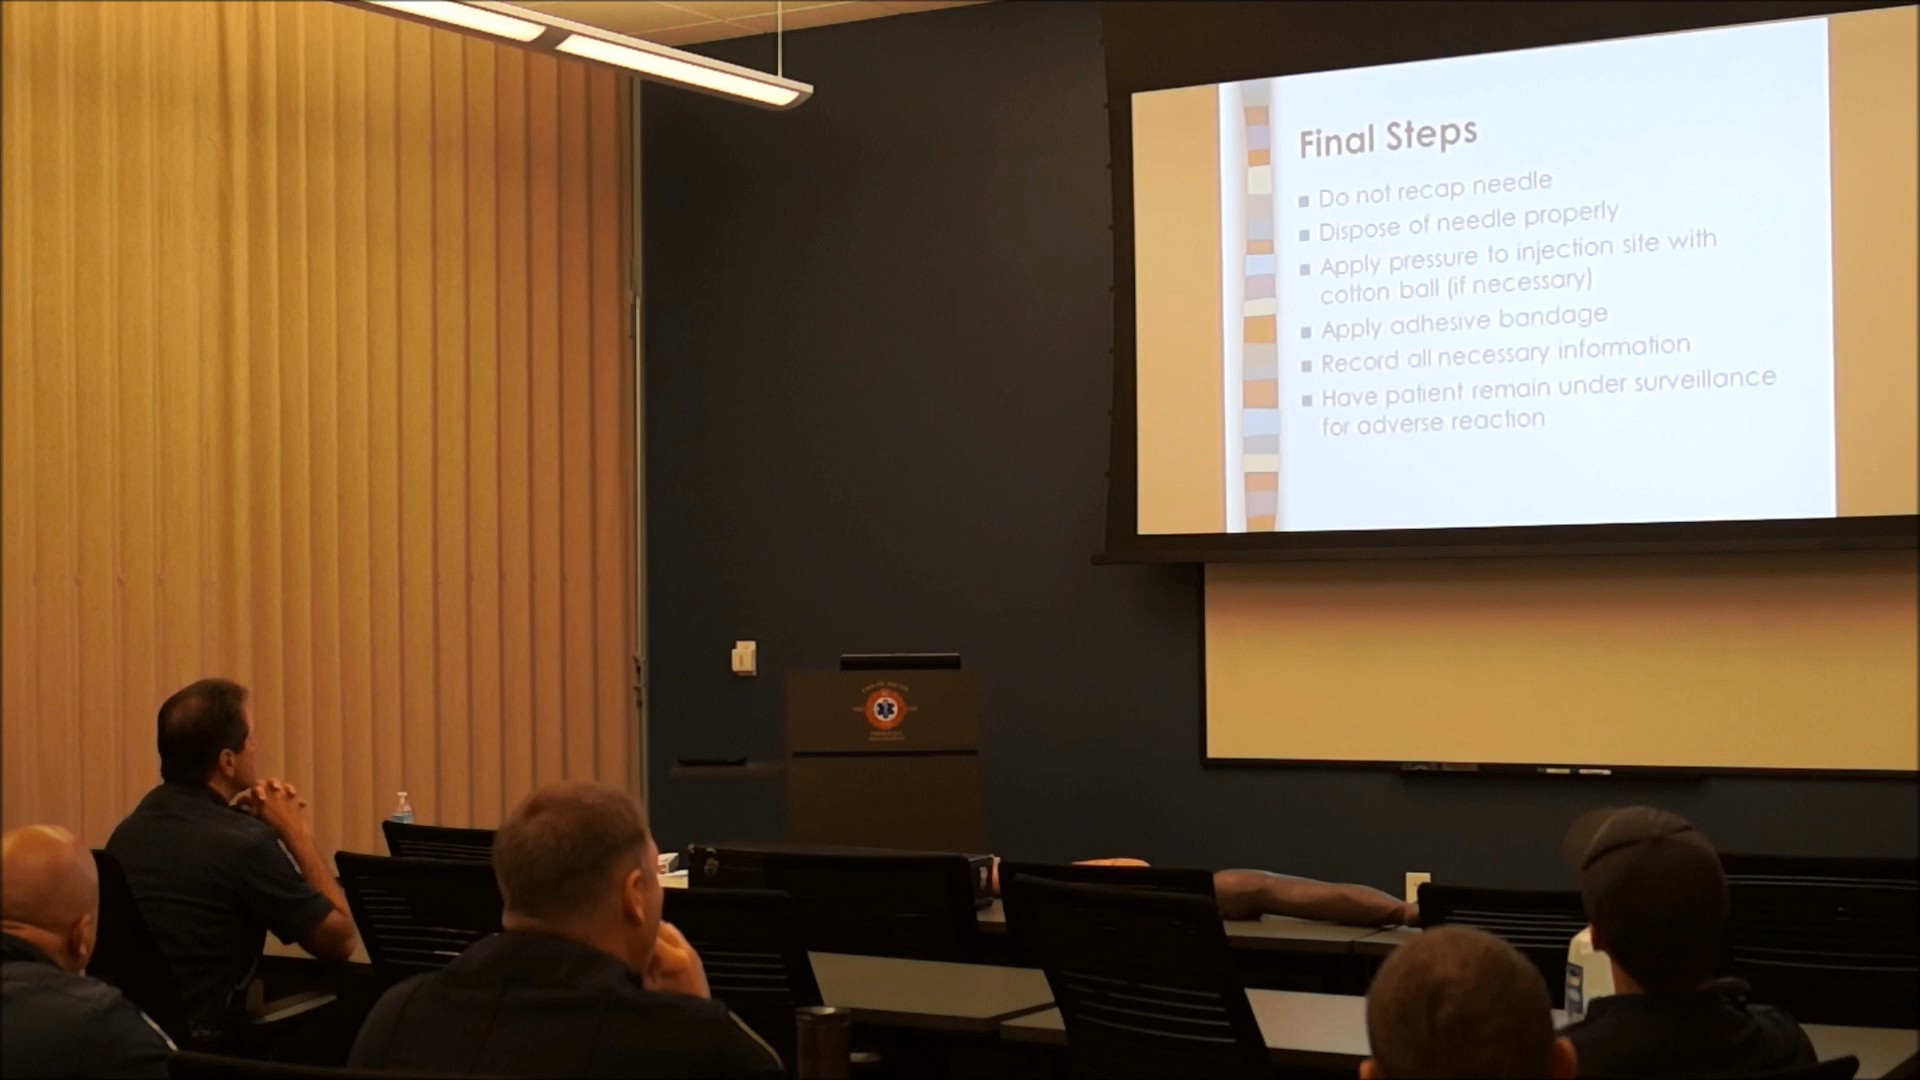 Final Steps
Do not recap needle
Dispose of needle properly
Apply pressure to injection site with
cotton ball (if necessary)
Apply adhesive bandage
Record all necessary information
Have patient remain under surveillance
for adverse reaction